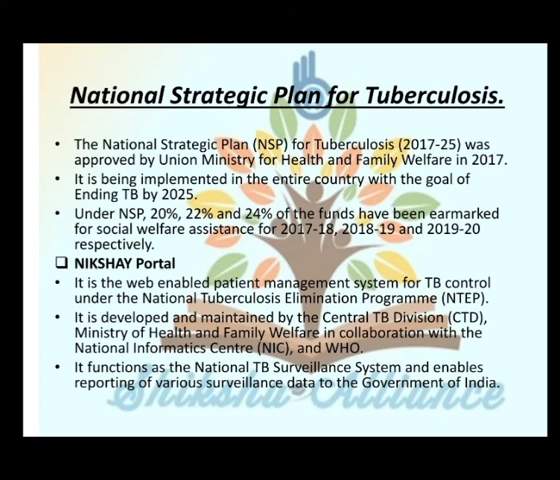 National Strategic Plan for Tuberculosis.
• The National Strategic Plan (NSP) for Tuberculosis (2017-25) was
approved by Union Ministry for Health and Family Welfare in 2017.
• It is being implemented in the entire country with the goal of
Ending TB by 2025.
• Under NSP, 20%, 22% and 24% of the funds have been earmarked
for social welfare assistance for 2017-18, 2018-19 and 2019-20
respectively.
❑ NIKSHAY Portal
• It is the web enabled patient management system for TB control
under the National Tuberculosis Elimination Programme (NTEP).
• It is developed and maintained by the Central TB Division (CTD),
Ministry of Health and Family Welfare in collaboration with the
National Informatics Centre (NIC), and WHO.
• It functions as the National TB Surveillance System and enables
reporting of various surveillance data to the Government of India.
Shiksha Alliance